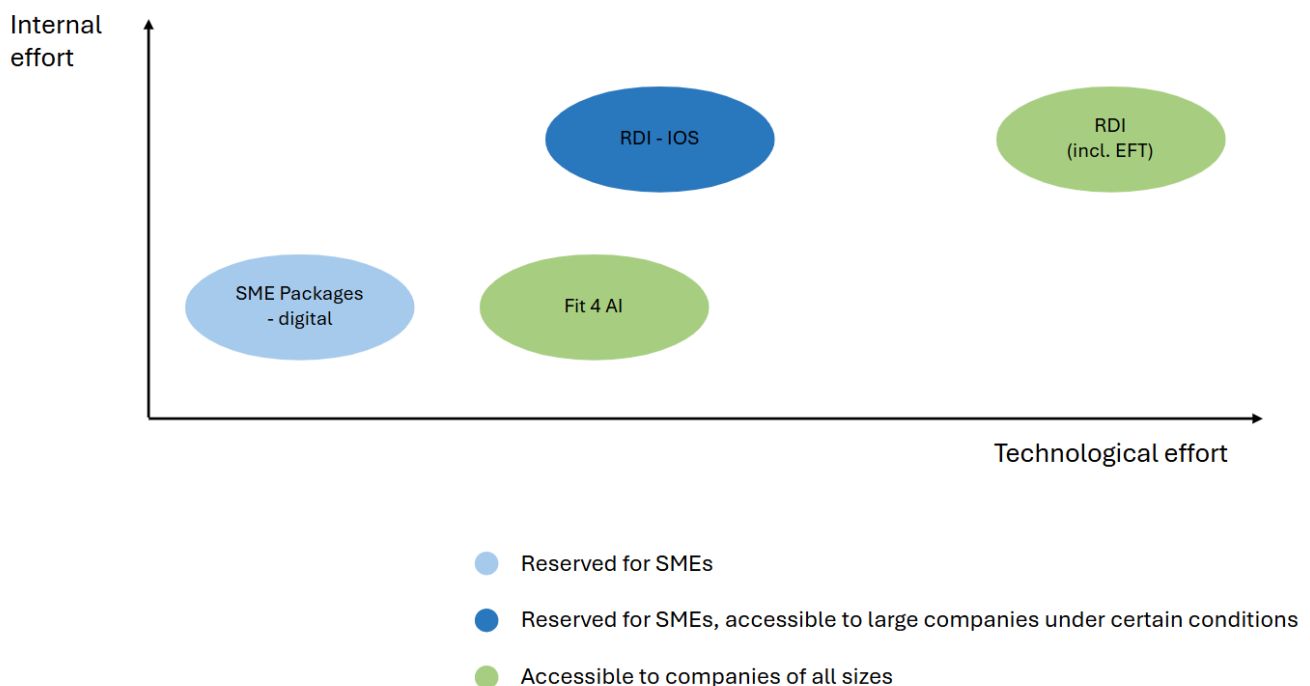 Internal
effort
RDI - IOS
RDI
(incl. EFT)
SME Packages
- digital
Fit 4 AI
Technological effort
Reserved for SMEs
Reserved for SMEs, accessible to large companies under certain conditions
Accessible to companies of all sizes